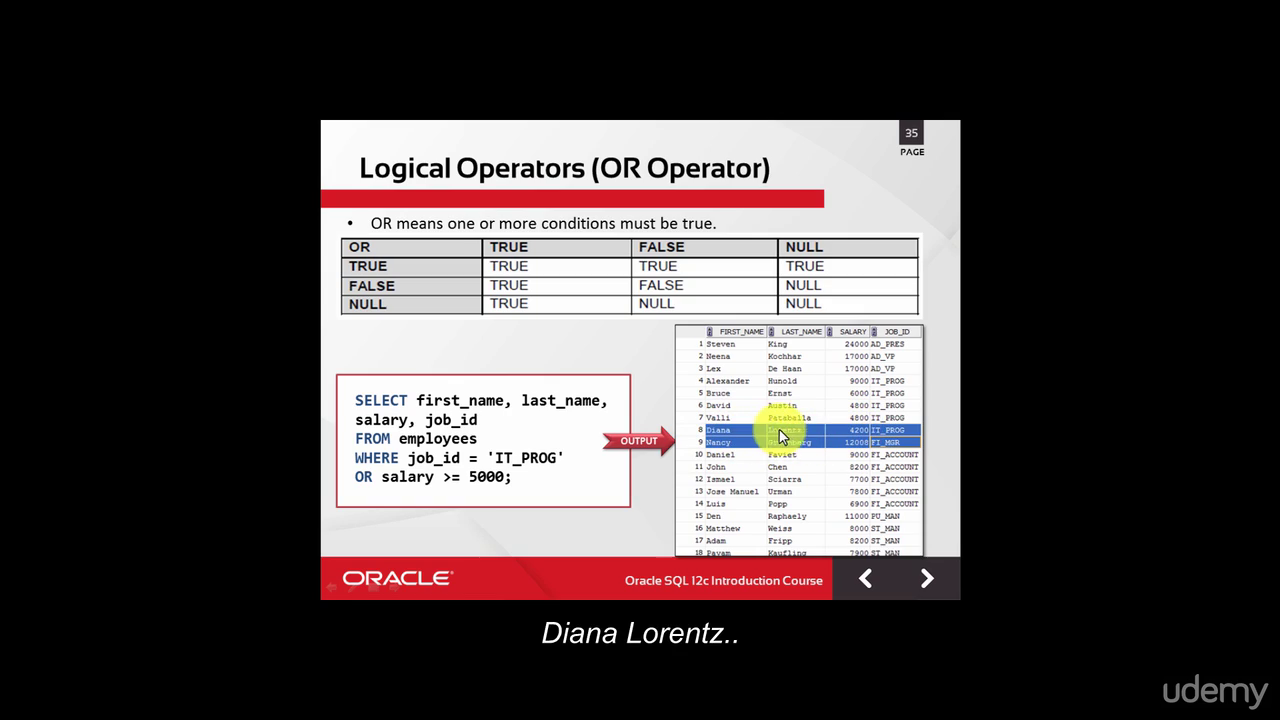 35
PAGE
Logical Operators (OR Operator)
• OR means one or more conditions must be true.
OR TRUE FALSE NULL
TRUE TRUE TRUE TRUE
FALSE TRUE FALSE NULL
NULL TRUE NULL NULL
SELECT first_name, last_name,
salary, job_id
FROM employees
WHERE job_id = 'IT_PROG'
OR salary >= 5000;
OUTPUT
FIRST_NAME LAST_NAME SALARY JOB_ID
1 Steven King 24000 AD_PRES
2 Neena Kochhar 17000 AD_VP
3 Lex De Haan 17000 AD_VP
4 Alexander Hunold 9000 IT_PROG
5 Bruce Ernst 6000 IT_PROG
6 David Austin 4800 IT_PROG
7 Valli Pataballa 4800 IT_PROG
8 Diana Lorentz 4200 IT_PROG
9 Nancy 12008 FI_MGR
10 Daniel Faviet 9000 FI_ACCOUNT
11 John Chen 8200 FI_ACCOUNT
12 Ismael Sciarra 7700 FI_ACCOUNT
13 Jose Manuel Urman 7800 FI_ACCOUNT
14 Luis Popp 6900 FI_ACCOUNT
15 Den Raphaely 11000 PU_MAN
16 Matthew Weiss 8000 ST_MAN
17 Adam Fripp 8200 ST_MAN
18 Payam Kaufling 7900 ST_MAN
ORACLE®
Oracle SQL 12c Introduction Course
Diana Lorentz..
udemy